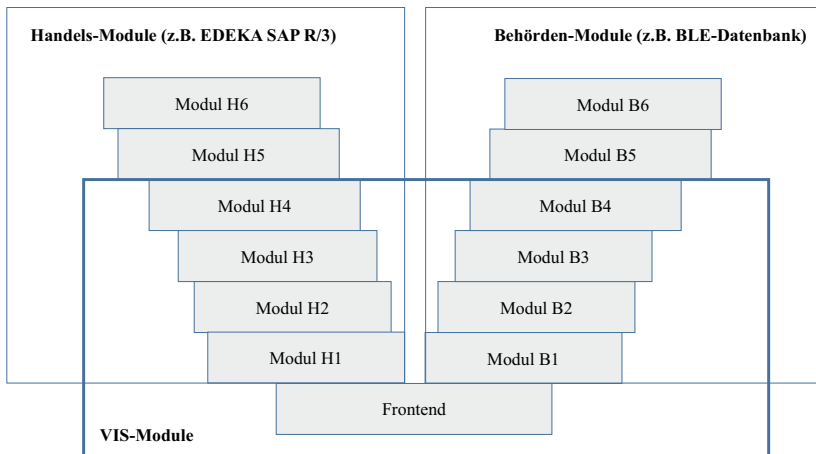 Handels-Module (z.B. EDEKA SAP R/3)
Behörden-Module (z.B. BLE-Datenbank)
Modul H6
Modul B6
Modul H5
Modul B5
Modul H4
Modul B4
Modul H3
Modul B3
Modul H2
Modul B2
Modul H1
Modul B1
Frontend
VIS-Module